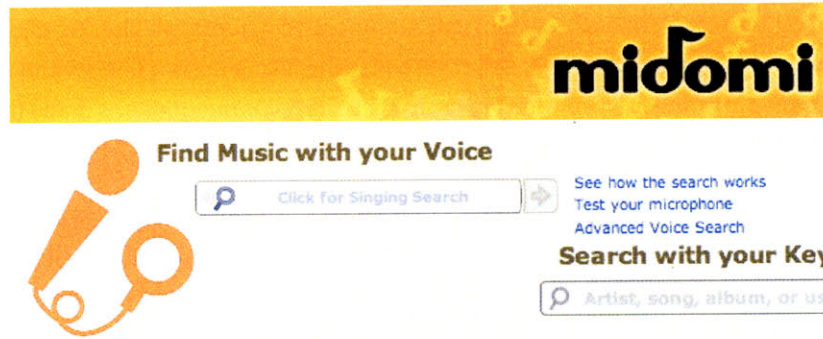 midomi
Find Music with your Voice
Click for Singing Search
See how the search works
Test your microphone
Advanced Voice Search
Search with your Key
Artist, song, album, or us